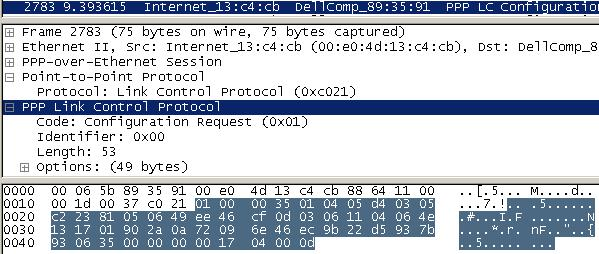 2783 9.393615 Internet_13:c4:cb DellComp_89:35:91 PPP LC Configuration
Frame 2783 (75 bytes on wire, 75 bytes captured)
Ethernet II, Src: Internet_13:c4:cb (00:e0:4d:13:c4:cb), Dst: DellComp_8
PPP-over-Ethernet Session
Point-to-Point Protocol
Protocol: Link Control Protocol (0xc021)
PPP Link Control Protocol
Code: Configuration Request (0x01)
Identifier: 0x00
Length: 53
Options: (49 bytes)
0000 00 06 5b 89 35 91 00 e0 4d 13 c4 cb 88 64 11 00 ..[.5... M....d..
0010 00 1d 00 37 c0 21 01 00 00 35 01 04 05 d4 03 05 ...7.!.. .5......
0020 c2 23 81 05 06 49 ee 46 cf 0d 03 06 11 04 06 4e .#...I.F .......N
0030 13 17 01 90 2a 0a 72 09 6e 46 ec 9b 22 d5 93 7b ....*.r. nF.."..{
0040 93 06 35 00 00 00 00 17 04 00 0d ..5..... ...